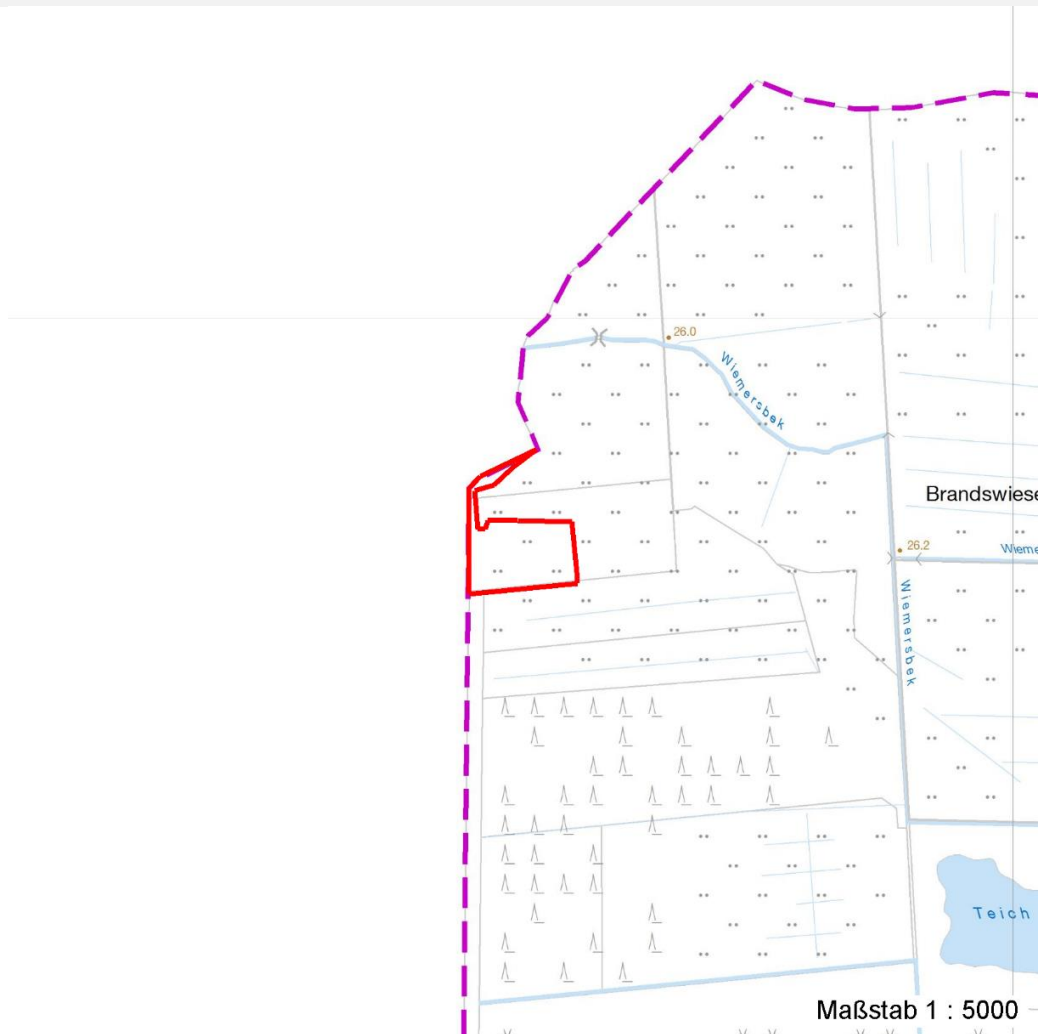 26.0
Wiemersbek
Brandswiese
26.2
Wieme
Wiemersbek
Teich
Maßstab 1 : 5000